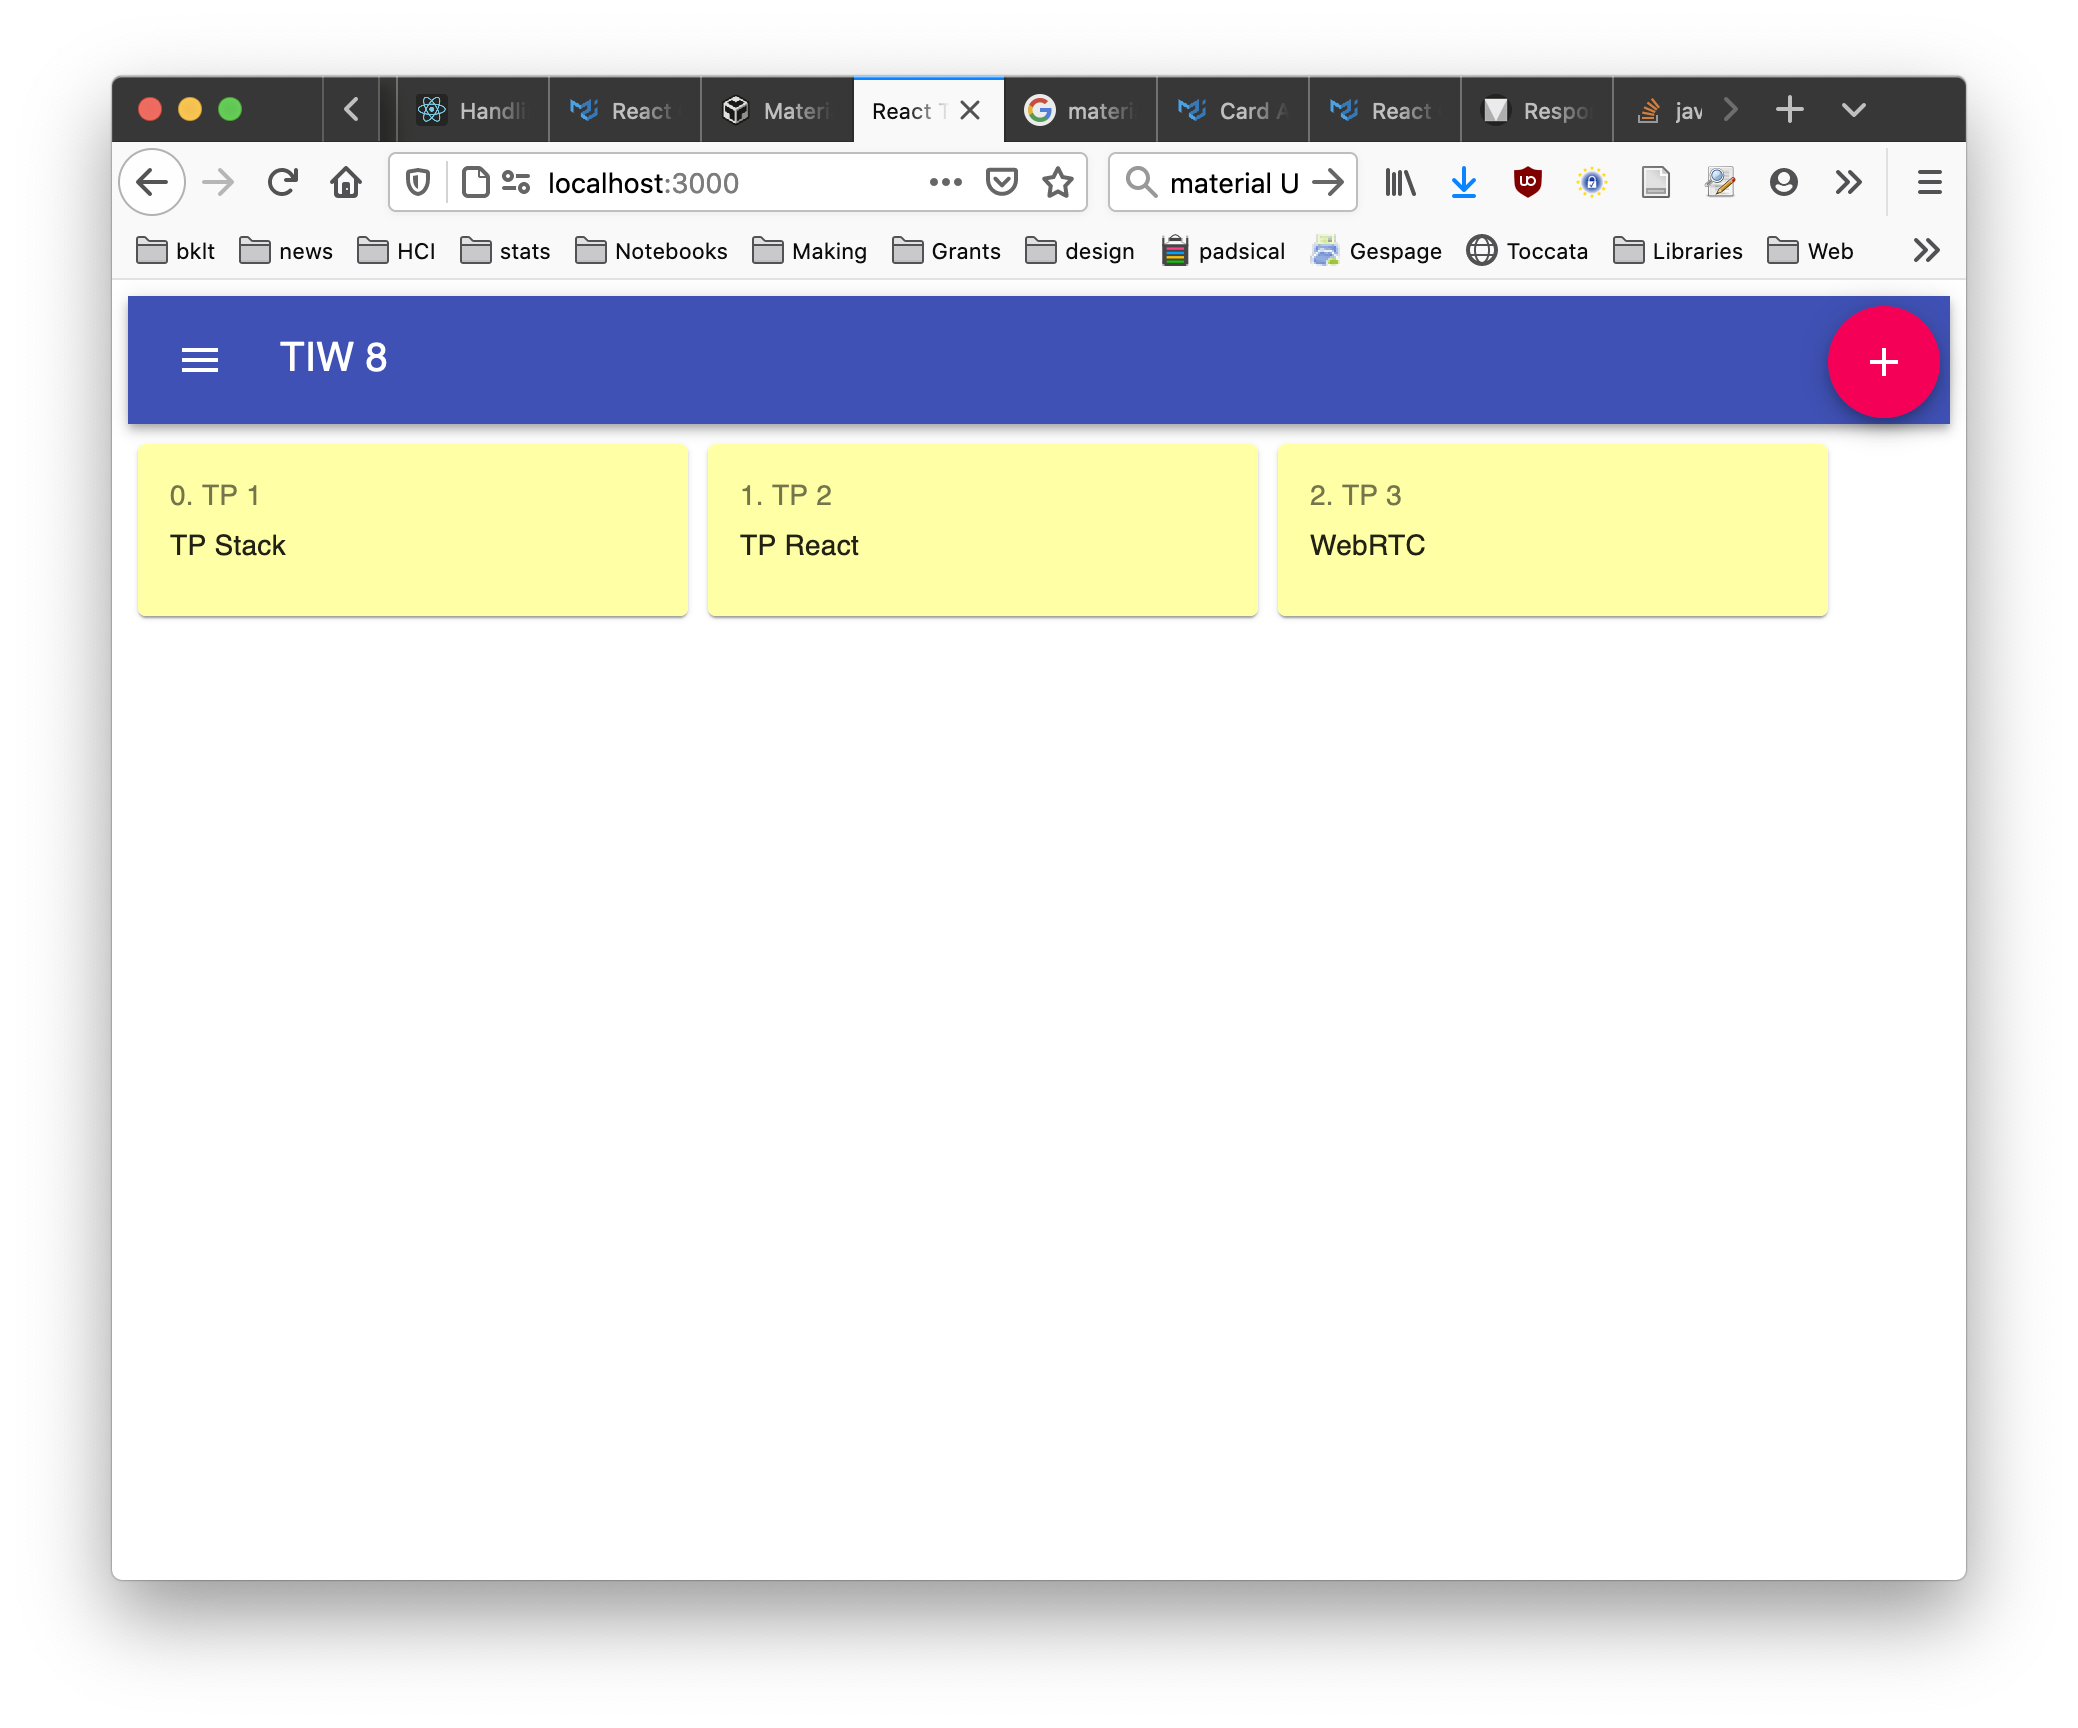 Handli React Materi React T materi Card A React Respo jav
localhost:3000 material U
bklt news HCI stats Notebooks Making Grants design padsical Gespage Toccata Libraries Web
TIW 8
0. TP 1
TP Stack
1. TP 2
TP React
2. TP 3
WebRTC